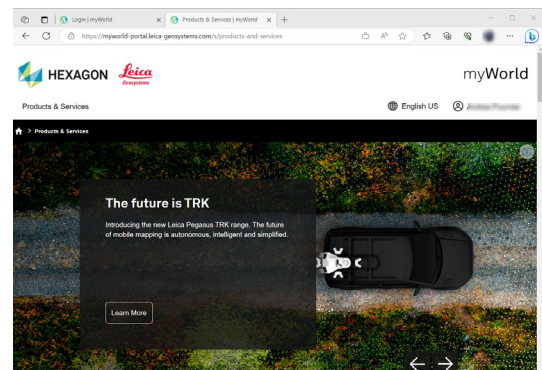 Login | myWorld
Products & Services | myWorld
https://myworld-portal.leica-geosystems.com/s/products-and-services
HEXAGON
Leica
Geosystems
myWorld
Products & Services
English US
> Products & Services
The future is TRK
Introducing the new Leica Pegasus TRK range. The future
of mobile mapping is autonomous, intelligent and simplified.
Learn More